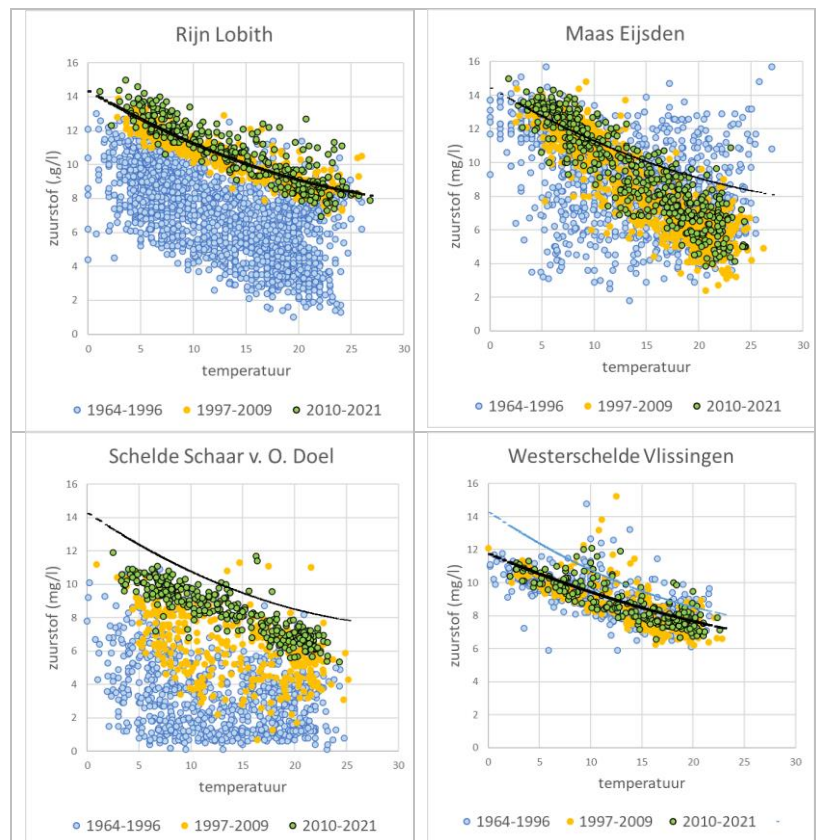 Rijn Lobith
16
14
12
10
8
6
4
2
0
zuurstof (,g/l)
0 5 10 15 20 25 30
temperatuur
1964-1996 1997-2009 2010-2021
Maas Eijsden
16
14
12
10
8
6
4
2
0
zuurstof (mg/l)
0 5 10 15 20 25 30
temperatuur
1964-1996 1997-2009 2010-2021
Schelde Schaar v. O. Doel
16
14
12
10
8
6
4
2
0
zuurstof (mg/l)
0 5 10 15 20 25 30
temperatuur
1964-1996 1997-2009 2010-2021
Westerschelde Vlissingen
16
14
12
10
8
6
4
2
0
zuurstof (mg/l)
0 5 10 15 20 25 30
temperatuur
1964-1996 1997-2009 2010-2021